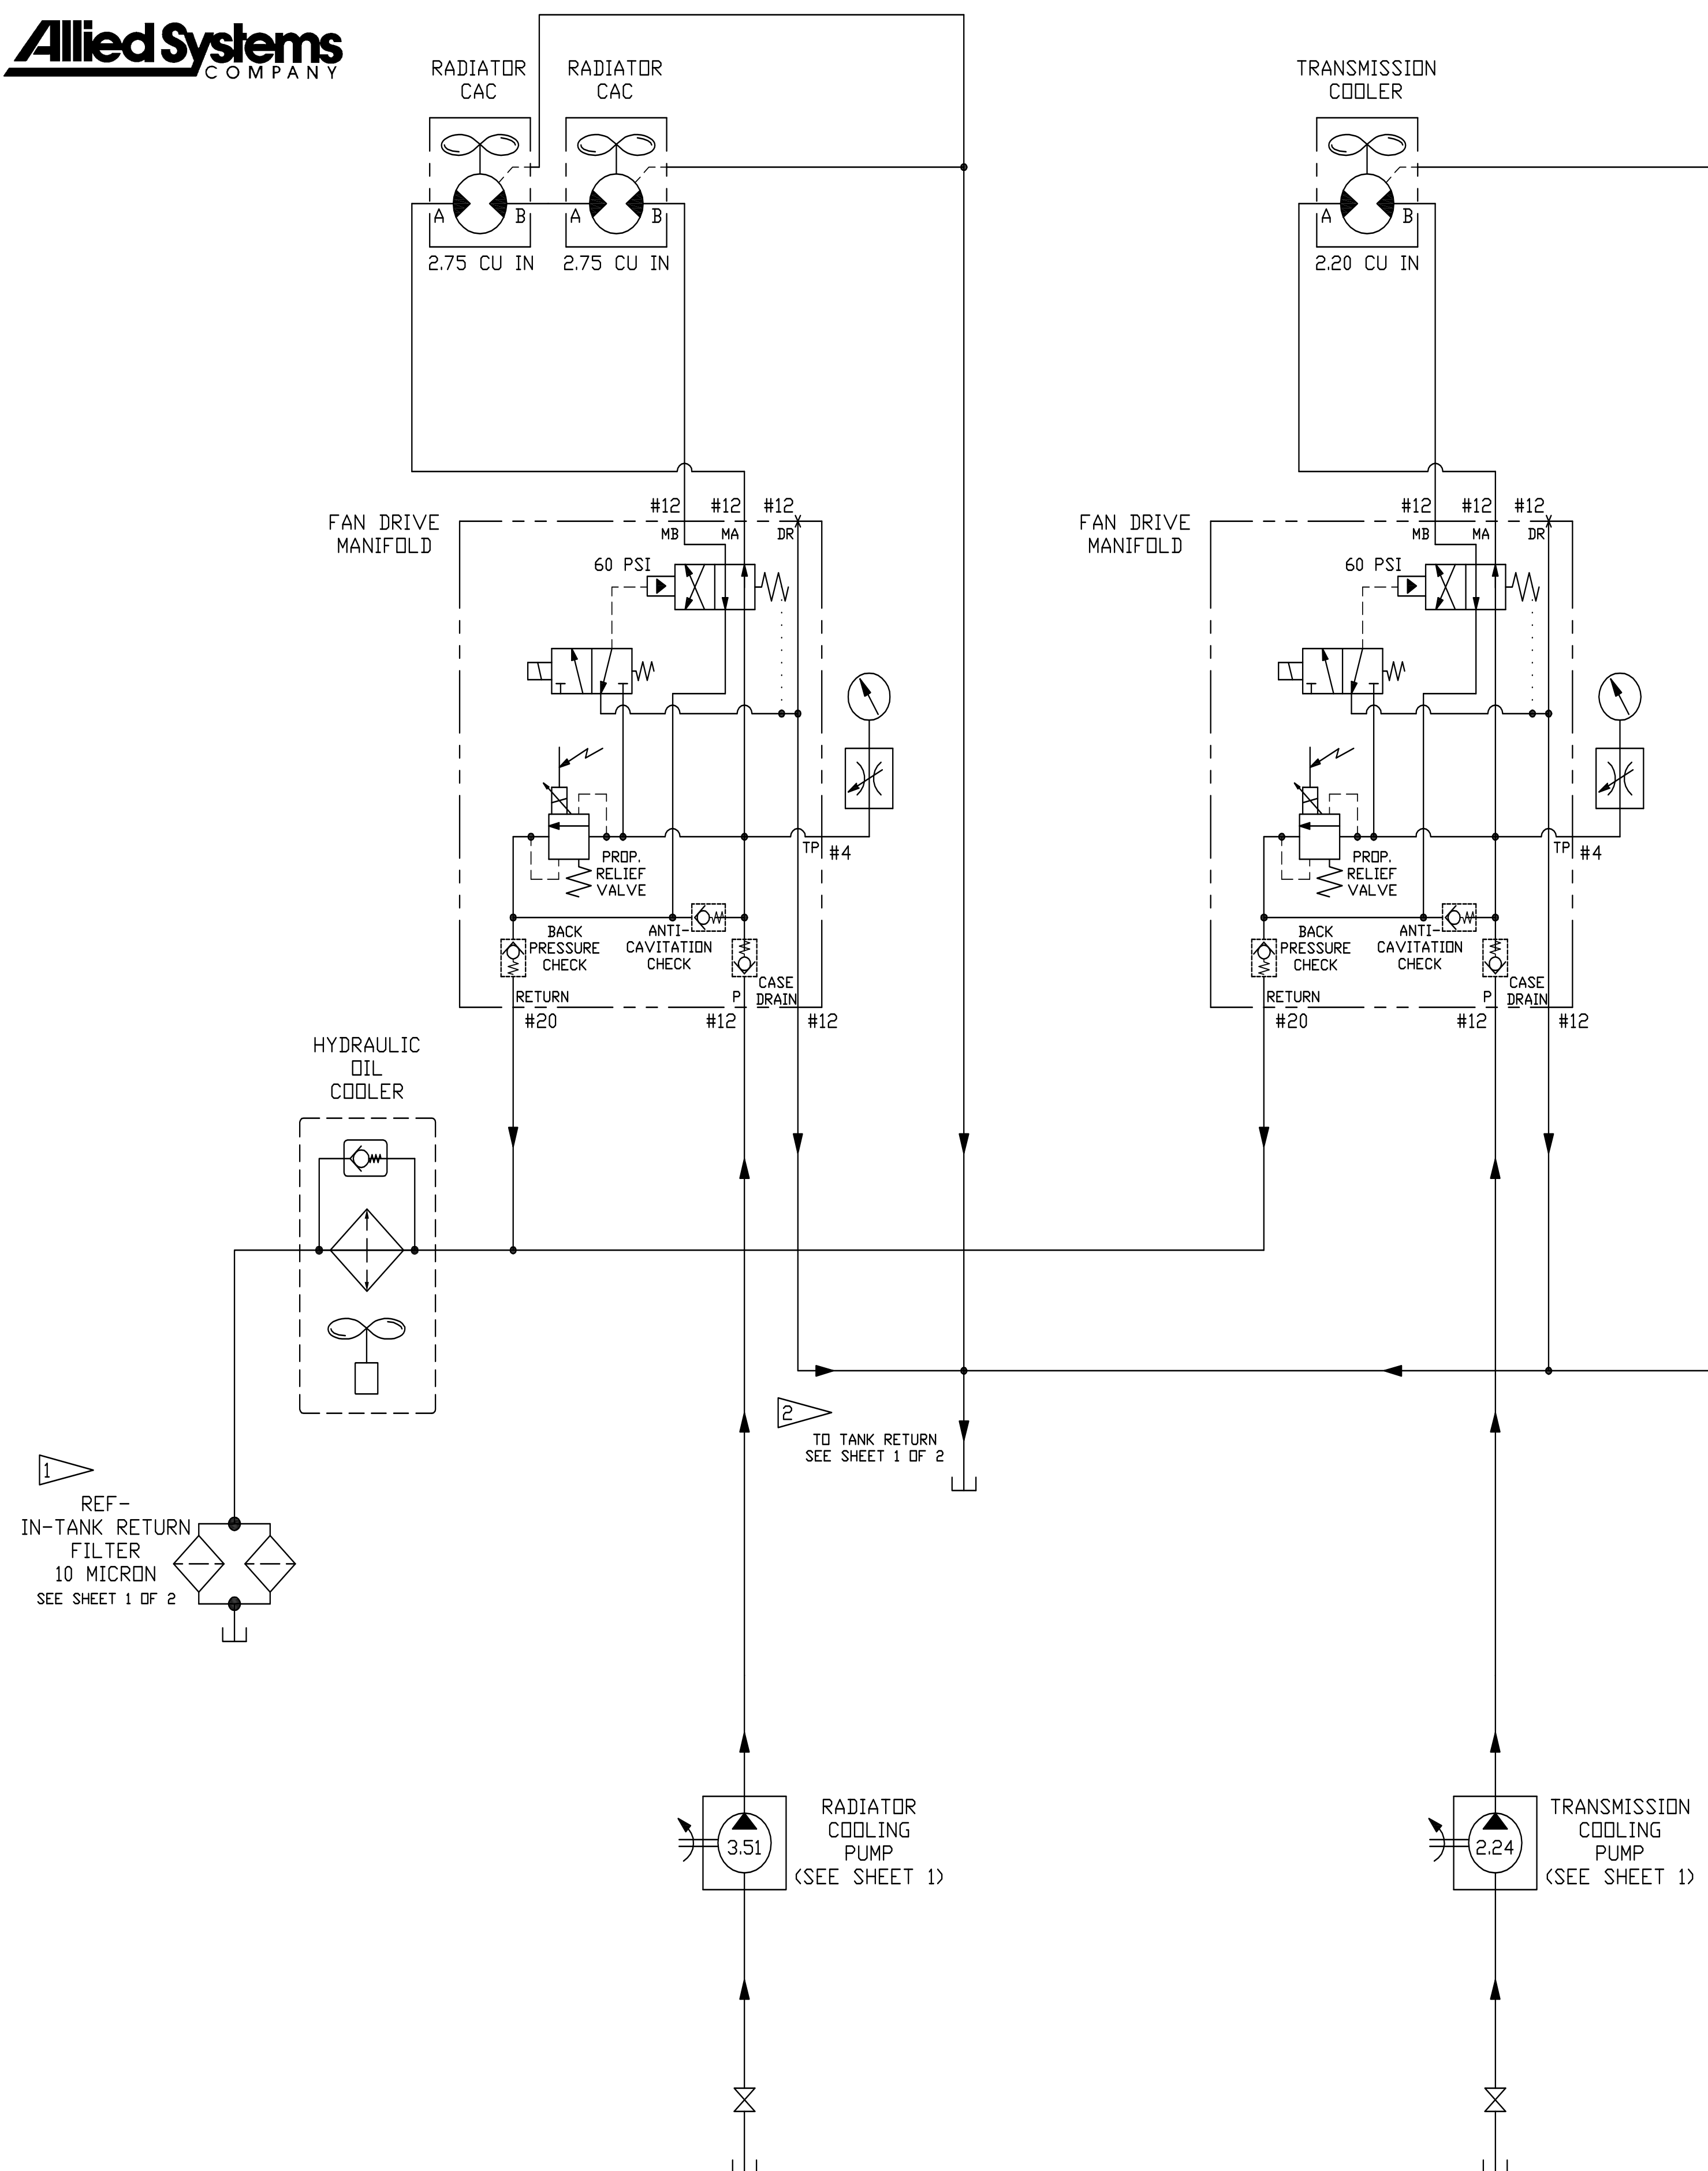 Allied Systems
COMPANY
RADIATOR
CAC
RADIATOR
CAC
TRANSMISSION
COOLER
A
B
A
B
A
B
2.75 CU IN
2.75 CU IN
2.20 CU IN
FAN DRIVE
MANIFOLD
#12
#12
#12
MB
MA
DR
60 PSI
PROP.
RELIEF
VALVE
TP
#4
BACK
PRESSURE
CHECK
ANTI-
CAVITATION
CHECK
CASE
DRAIN
RETURN
P
#20
#12
#12
FAN DRIVE
MANIFOLD
#12
#12
#12
MB
MA
DR
60 PSI
PROP.
RELIEF
VALVE
TP
#4
BACK
PRESSURE
CHECK
ANTI-
CAVITATION
CHECK
CASE
DRAIN
RETURN
P
#20
#12
#12
HYDRAULIC
OIL
COOLER
2
TO TANK RETURN
SEE SHEET 1 OF 2
1
REF-
IN-TANK RETURN
FILTER
10 MICRON
SEE SHEET 1 OF 2
3.51
RADIATOR
COOLING
PUMP
(SEE SHEET 1)
2.24
TRANSMISSION
COOLING
PUMP
(SEE SHEET 1)